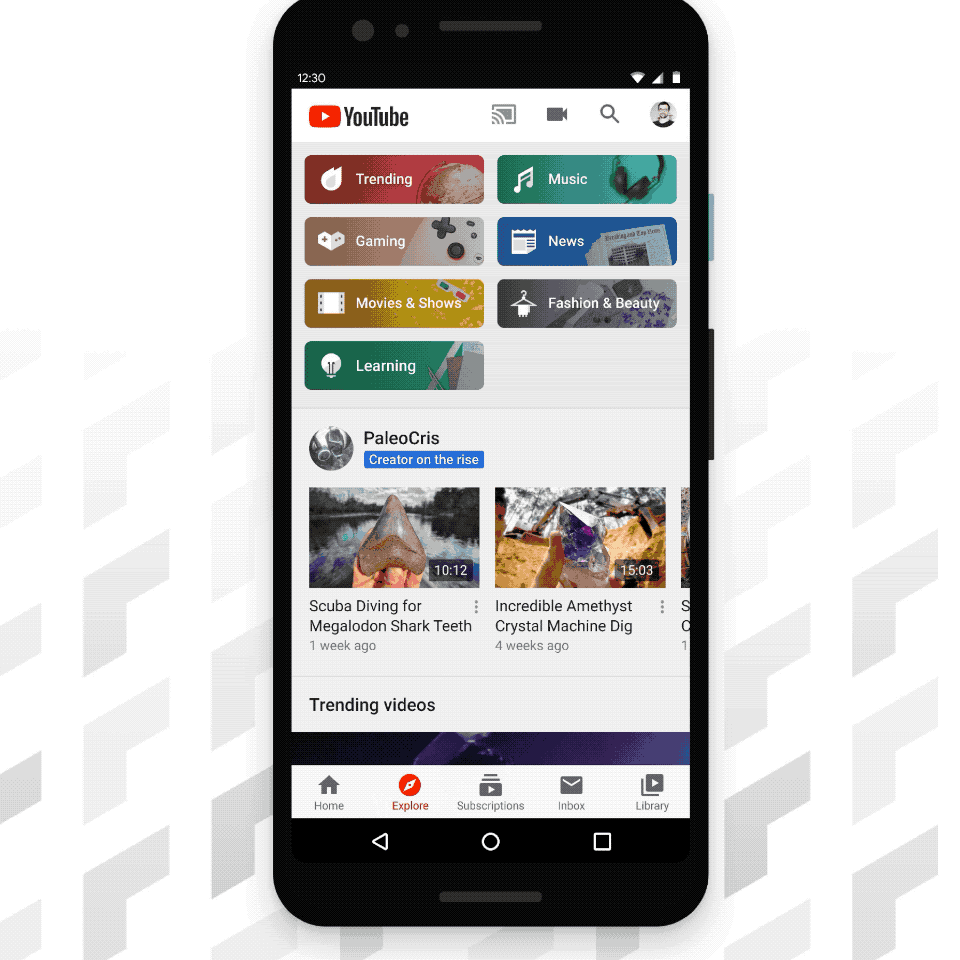 12:30
YouTube
Trending
Music
Gaming
News
Movies & Shows
Fashion & Beauty
Learning
PaleoCris
Creator on the rise
10:12
15:03
Scuba Diving for
Megalodon Shark Teeth
1 week ago
Incredible Amethyst
Crystal Machine Dig
4 weeks ago
S
C
1
Trending videos
Home
Explore
Subscriptions
Inbox
Library